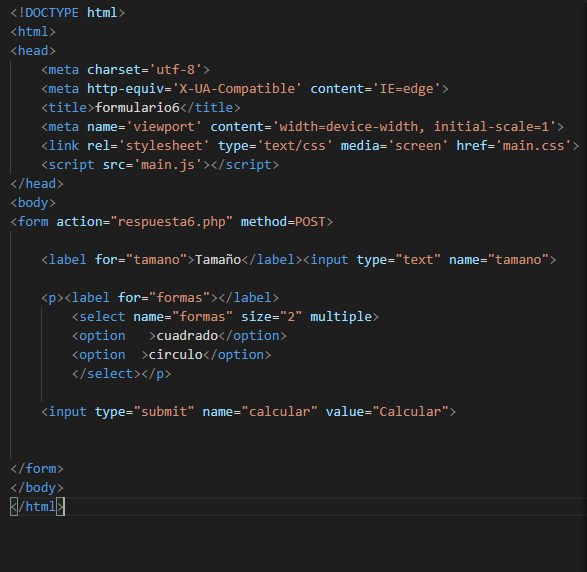 <!DOCTYPE html>
<html>
<head>
    <meta charset='utf-8'>
    <meta http-equiv='X-UA-Compatible' content='IE=edge'>
    <title>formulario6</title>
    <meta name='viewport' content='width=device-width, initial-scale=1'>
    <link rel='stylesheet' type='text/css' media='screen' href='main.css'>
    <script src='main.js'></script>
</head>
<body>
<form action="respuesta6.php" method=POST>
    <label for="tamano">Tamaño</label><input type="text" name="tamano">
    <p><label for="formas"></label>
        <select name="formas" size="2" multiple>
        <option   >cuadrado</option>
        <option  >circulo</option>
        </select></p>
    <input type="submit" name="calcular" value="Calcular">
</form>
</body>
</html>